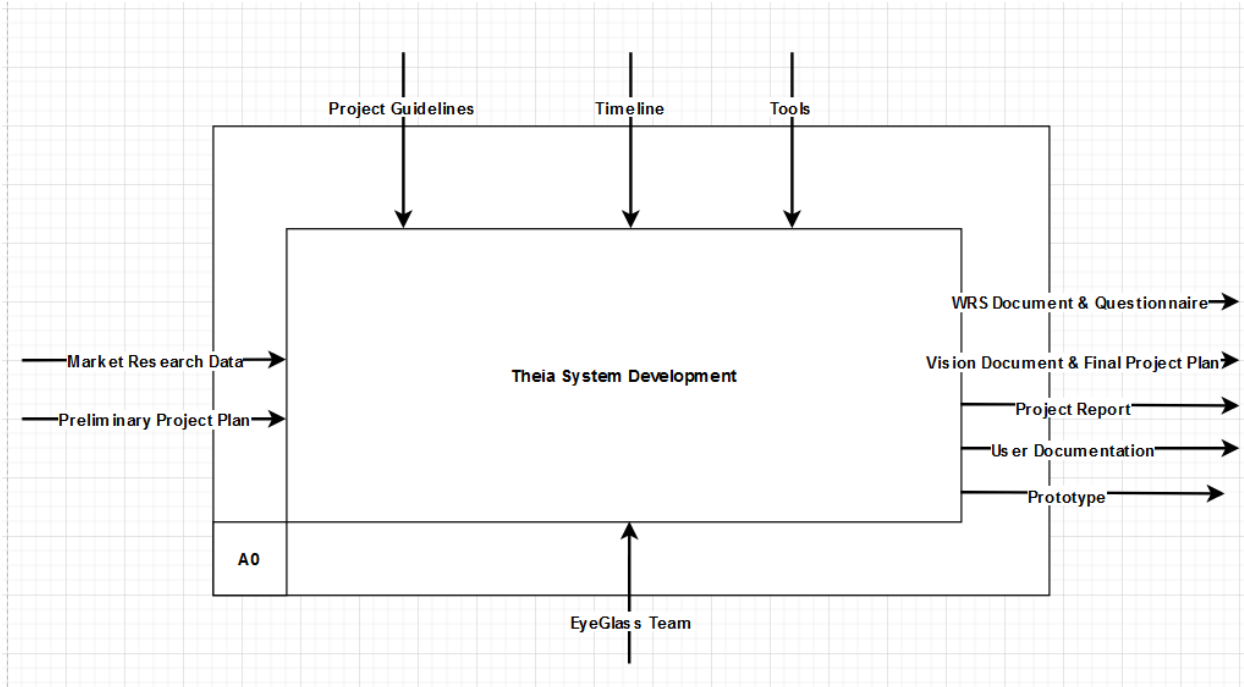 Project Guidelines
Timeline
Tools
WRS Document & Questionnaire
Market Research Data
Vision Document & Final Project Plan
Theia System Development
Project Report
Preliminary Project Plan
User Documentation
Prototype
A0
EyeGlass Team